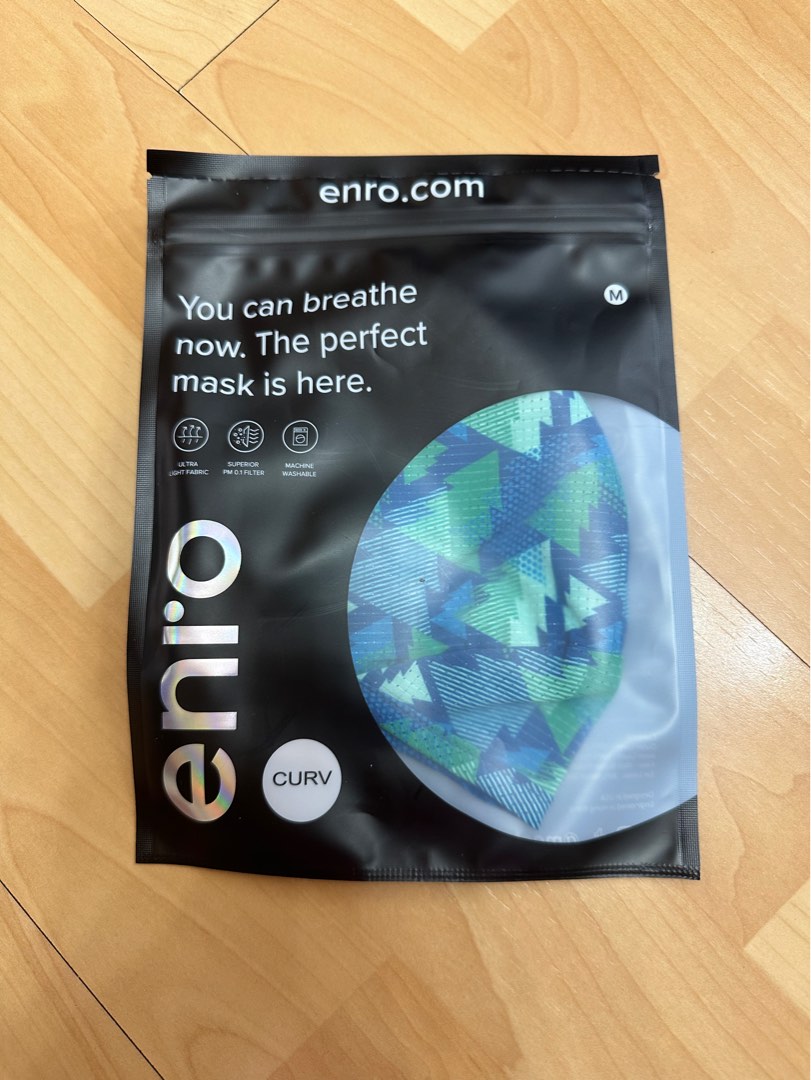 enro.com
You can breathe
now. The perfect
mask is here.
M
ULTRA
LIGHT FABRIC
SUPERIOR
PM 0.1 FILTER
MACHINE
WASHABLE
enro
CURV